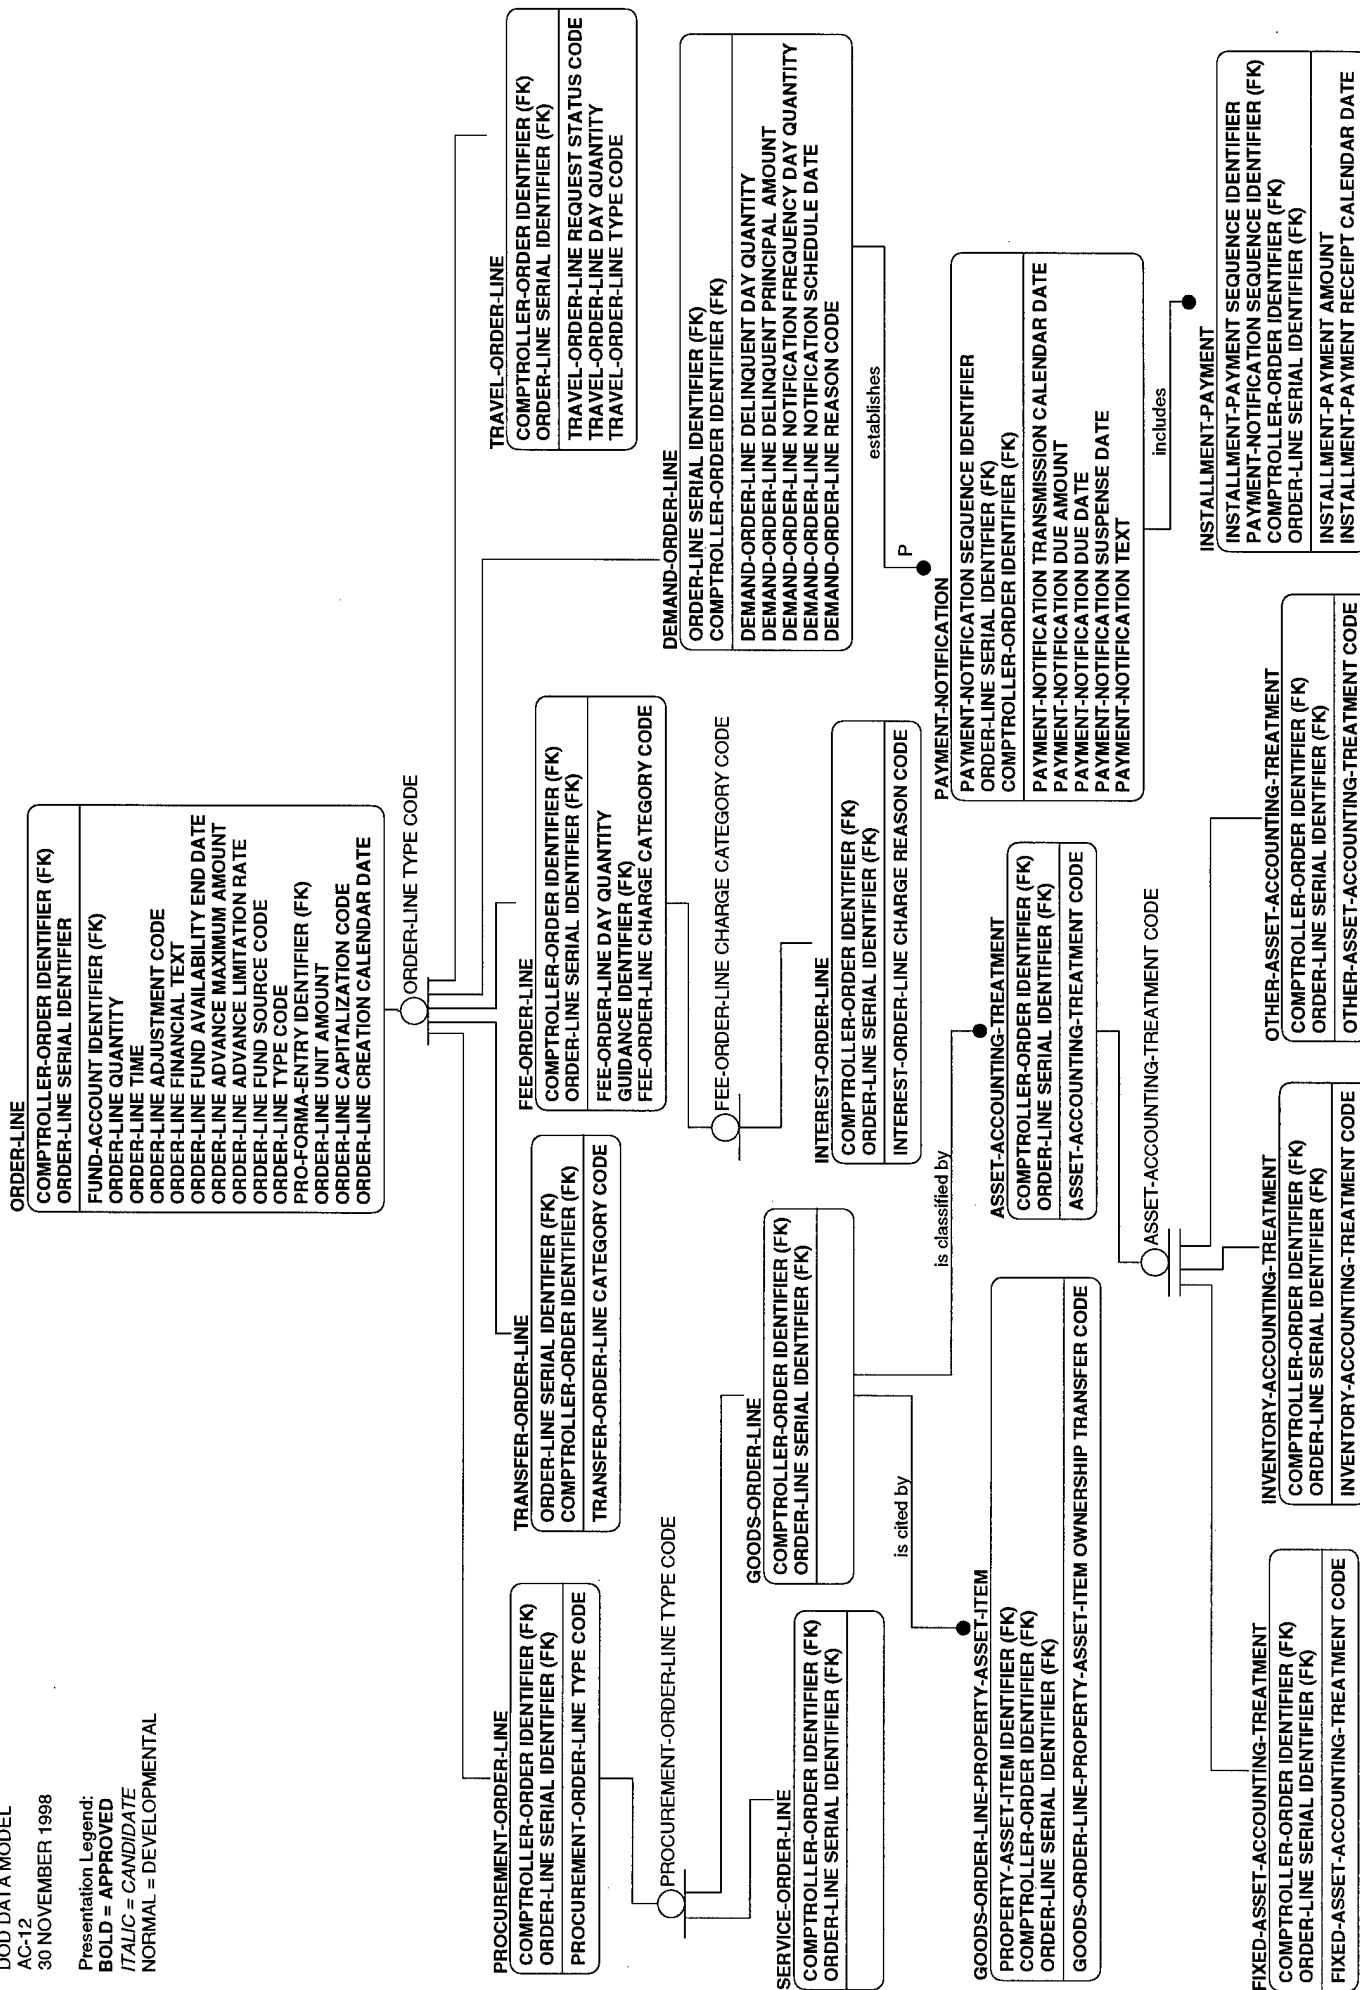 DOD DATA MODEL
AC-12
30 NOVEMBER 1998
Presentation Legend:
BOLD = APPROVED
ITALIC = CANDIDATE
NORMAL = DEVELOPMENTAL
ORDER-LINE
COMPTROLLER-ORDER IDENTIFIER (FK)
ORDER-LINE SERIAL IDENTIFIER
FUND-ACCOUNT IDENTIFIER (FK)
ORDER-LINE QUANTITY
ORDER-LINE TIME
ORDER-LINE ADJUSTMENT CODE
ORDER-LINE FINANCIAL TEXT
ORDER-LINE FUND AVAILABILITY END DATE
ORDER-LINE ADVANCE MAXIMUM AMOUNT
ORDER-LINE ADVANCE LIMITATION RATE
ORDER-LINE FUND SOURCE CODE
ORDER-LINE TYPE CODE
PRO-FORMA-ENTRY IDENTIFIER (FK)
ORDER-LINE UNIT AMOUNT
ORDER-LINE CAPITALIZATION CODE
ORDER-LINE CREATION CALENDAR DATE
ORDER-LINE TYPE CODE
PROCUREMENT-ORDER-LINE
COMPTROLLER-ORDER IDENTIFIER (FK)
ORDER-LINE SERIAL IDENTIFIER (FK)
PROCUREMENT-ORDER-LINE TYPE CODE
TRANSFER-ORDER-LINE
ORDER-LINE SERIAL IDENTIFIER (FK)
COMPTROLLER-ORDER IDENTIFIER (FK)
TRANSFER-ORDER-LINE CATEGORY CODE
FEE-ORDER-LINE
COMPTROLLER-ORDER IDENTIFIER (FK)
ORDER-LINE SERIAL IDENTIFIER (FK)
FEE-ORDER-LINE DAY QUANTITY
GUIDANCE IDENTIFIER (FK)
FEE-ORDER-LINE CHARGE CATEGORY CODE
TRAVEL-ORDER-LINE
COMPTROLLER-ORDER IDENTIFIER (FK)
ORDER-LINE SERIAL IDENTIFIER (FK)
TRAVEL-ORDER-LINE REQUEST STATUS CODE
TRAVEL-ORDER-LINE DAY QUANTITY
TRAVEL-ORDER-LINE TYPE CODE
DEMAND-ORDER-LINE
ORDER-LINE SERIAL IDENTIFIER (FK)
COMPTROLLER-ORDER IDENTIFIER (FK)
DEMAND-ORDER-LINE DELINQUENT DAY QUANTITY
DEMAND-ORDER-LINE DELINQUENT PRINCIPAL AMOUNT
DEMAND-ORDER-LINE NOTIFICATION FREQUENCY DAY QUANTITY
DEMAND-ORDER-LINE NOTIFICATION SCHEDULE DATE
DEMAND-ORDER-LINE REASON CODE
PROCUREMENT-ORDER-LINE TYPE CODE
FEE-ORDER-LINE CHARGE CATEGORY CODE
SERVICE-ORDER-LINE
COMPTROLLER-ORDER IDENTIFIER (FK)
ORDER-LINE SERIAL IDENTIFIER (FK)
GOODS-ORDER-LINE
COMPTROLLER-ORDER IDENTIFIER (FK)
ORDER-LINE SERIAL IDENTIFIER (FK)
INTEREST-ORDER-LINE
COMPTROLLER-ORDER IDENTIFIER (FK)
ORDER-LINE SERIAL IDENTIFIER (FK)
INTEREST-ORDER-LINE CHARGE REASON CODE
establishes
P
is cited by
is classified by
PAYMENT-NOTIFICATION
PAYMENT-NOTIFICATION SEQUENCE IDENTIFIER
ORDER-LINE SERIAL IDENTIFIER (FK)
COMPTROLLER-ORDER IDENTIFIER (FK)
PAYMENT-NOTIFICATION TRANSMISSION CALENDAR DATE
PAYMENT-NOTIFICATION DUE AMOUNT
PAYMENT-NOTIFICATION DUE DATE
PAYMENT-NOTIFICATION SUSPENSE DATE
PAYMENT-NOTIFICATION TEXT
GOODS-ORDER-LINE-PROPERTY-ASSET-ITEM
PROPERTY-ASSET-ITEM IDENTIFIER (FK)
COMPTROLLER-ORDER IDENTIFIER (FK)
ORDER-LINE SERIAL IDENTIFIER (FK)
GOODS-ORDER-LINE-PROPERTY-ASSET-ITEM OWNERSHIP TRANSFER CODE
ASSET-ACCOUNTING-TREATMENT
COMPTROLLER-ORDER IDENTIFIER (FK)
ORDER-LINE SERIAL IDENTIFIER (FK)
ASSET-ACCOUNTING-TREATMENT CODE
includes
ASSET-ACCOUNTING-TREATMENT CODE
FIXED-ASSET-ACCOUNTING-TREATMENT
COMPTROLLER-ORDER IDENTIFIER (FK)
ORDER-LINE SERIAL IDENTIFIER (FK)
FIXED-ASSET-ACCOUNTING-TREATMENT CODE
INVENTORY-ACCOUNTING-TREATMENT
COMPTROLLER-ORDER IDENTIFIER (FK)
ORDER-LINE SERIAL IDENTIFIER (FK)
INVENTORY-ACCOUNTING-TREATMENT CODE
OTHER-ASSET-ACCOUNTING-TREATMENT
COMPTROLLER-ORDER IDENTIFIER (FK)
ORDER-LINE SERIAL IDENTIFIER (FK)
OTHER-ASSET-ACCOUNTING-TREATMENT CODE
INSTALLMENT-PAYMENT
INSTALLMENT-PAYMENT SEQUENCE IDENTIFIER
PAYMENT-NOTIFICATION SEQUENCE IDENTIFIER (FK)
COMPTROLLER-ORDER IDENTIFIER (FK)
ORDER-LINE SERIAL IDENTIFIER (FK)
INSTALLMENT-PAYMENT AMOUNT
INSTALLMENT-PAYMENT RECEIPT CALENDAR DATE